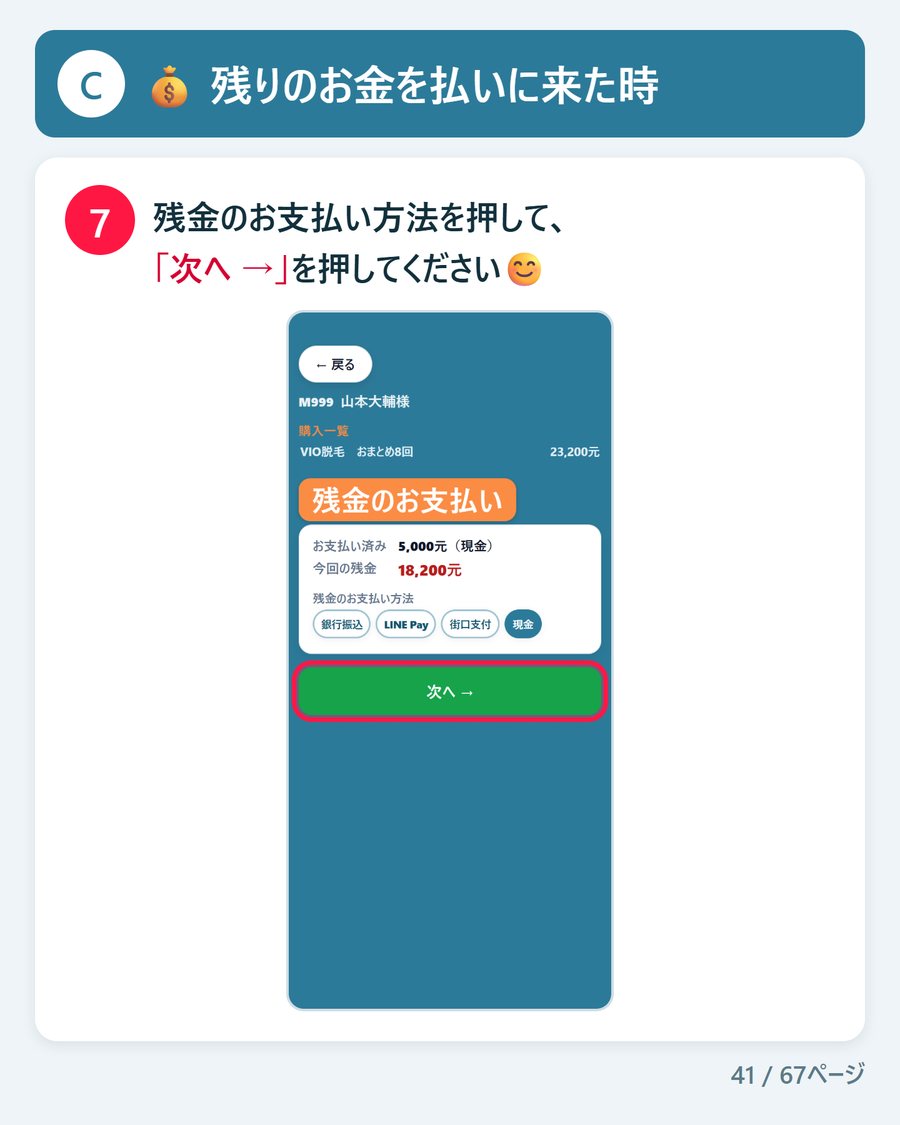 C 💰 残りのお金を払いに来た時
7
残金のお支払い方法を押して、
「次へ →」を押してください😊
← 戻る
M999 山本大輔様
購入一覧
VIO脱毛 おまとめ8回 23,200元
残金のお支払い
お支払い済み 5,000元（現金）
今回の残金 18,200元
残金のお支払い方法
銀行振込 LINE Pay 街口支付 現金
次へ →
41 / 67ページ